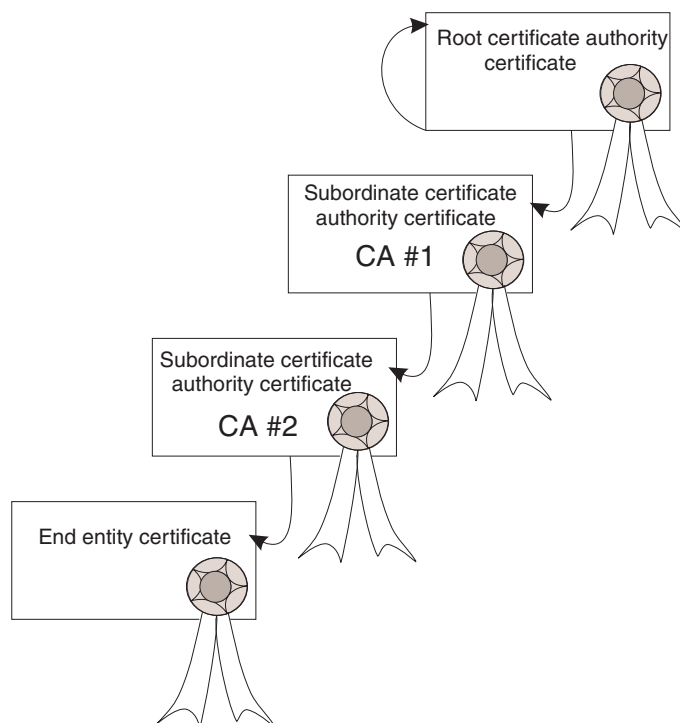 Root certificate authority
certificate
Subordinate certificate
authority certificate
CA #1
Subordinate certificate
authority certificate
CA #2
End entity certificate